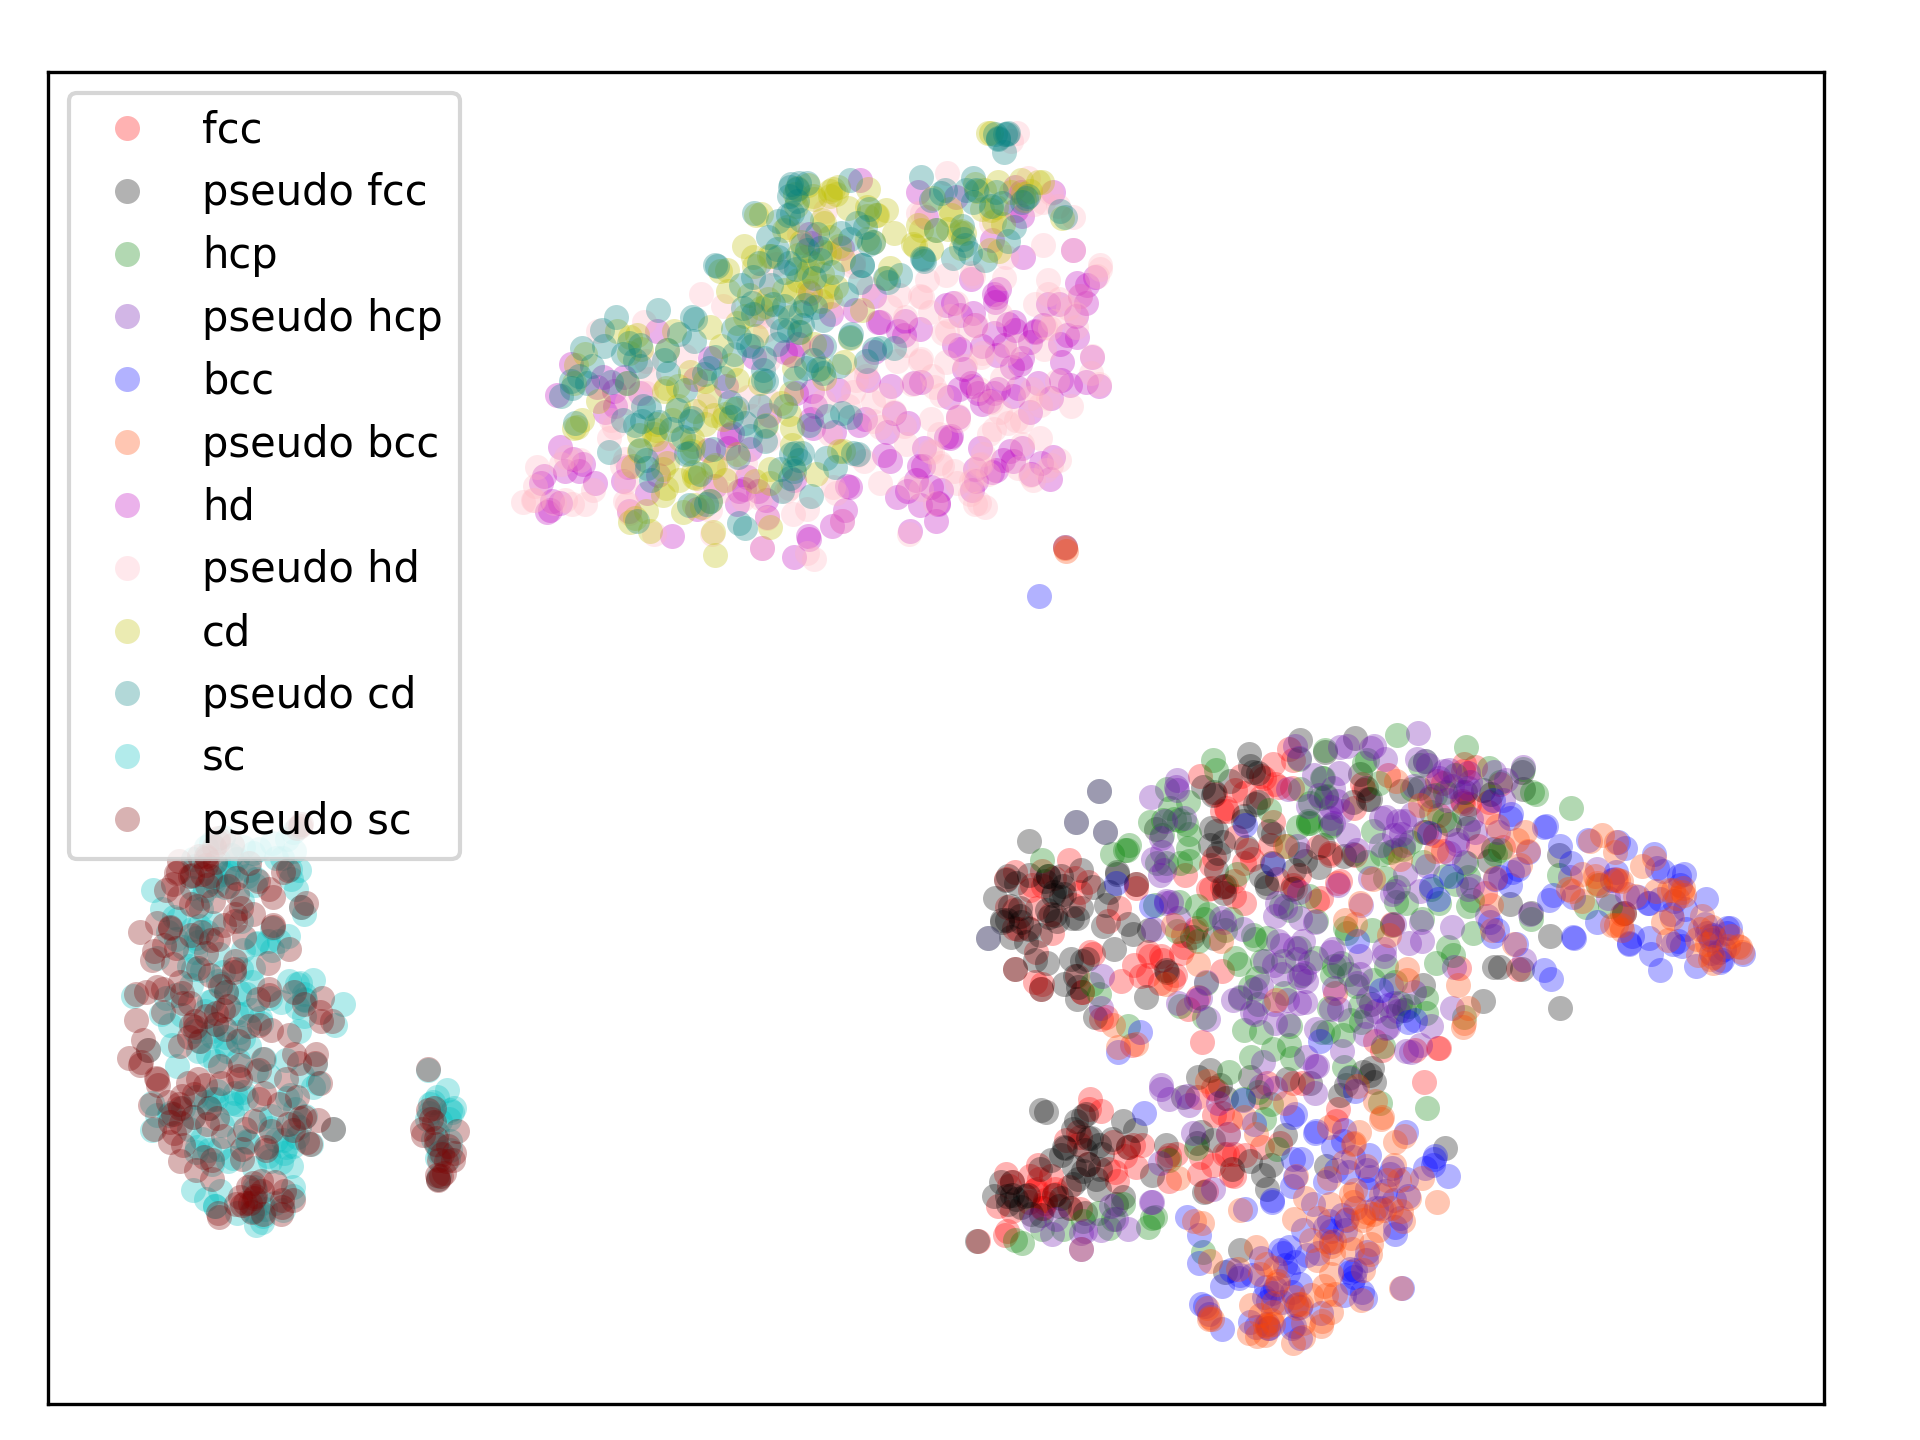 fcc
pseudo fcc
hcp
pseudo hcp
bcc
pseudo bcc
hd
pseudo hd
cd
pseudo cd
sc
pseudo sc